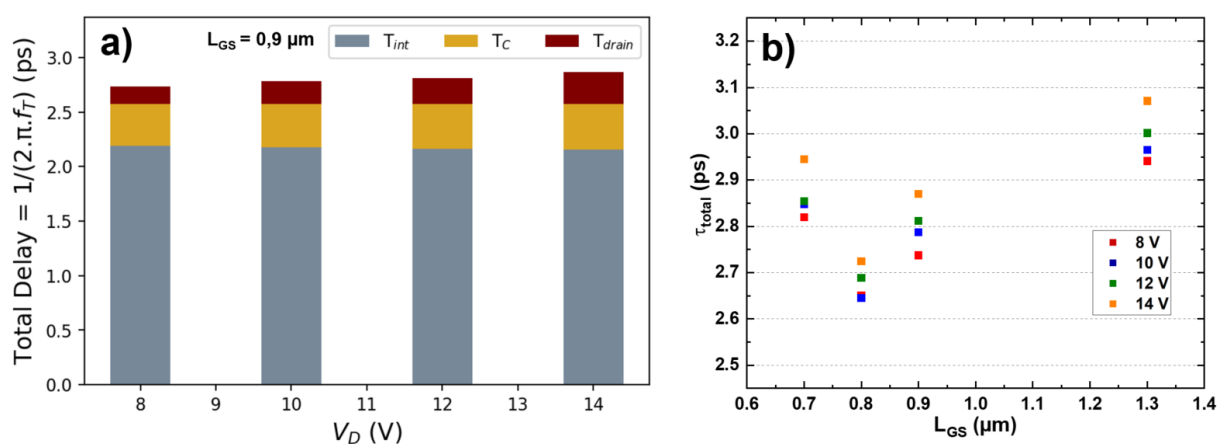 a)
L_GS = 0,9 µm
T_int T_C T_drain
Total Delay = 1/(2.π.f_T) (ps)
3.0
2.5
2.0
1.5
1.0
0.5
0.0
8 9 10 11 12 13 14
V_D (V)
b)
τ_total (ps)
3.2
3.1
3.0
2.9
2.8
2.7
2.6
2.5
8 V
10 V
12 V
14 V
0.6 0.7 0.8 0.9 1.0 1.1 1.2 1.3 1.4
L_GS (µm)